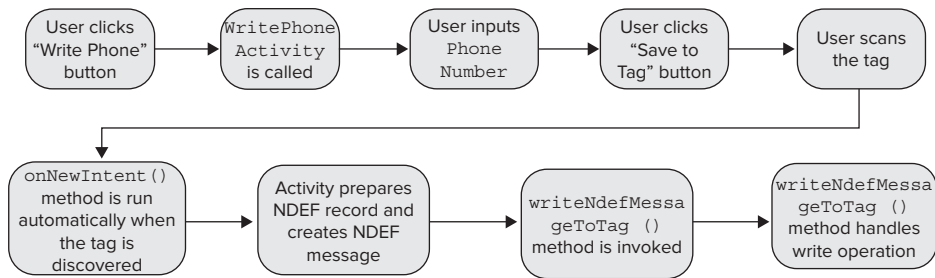 User clicks
“Write Phone”
button
WritePhone
Activity
is called
User inputs
Phone
Number
User clicks
“Save to
Tag” button
User scans
the tag
onNewIntent()
method is run
automatically when
the tag is
discovered
Activity prepares
NDEF record and
creates NDEF
message
writeNdefMessa
geToTag ()
method is invoked
writeNdefMessa
geToTag ()
method handles
write operation